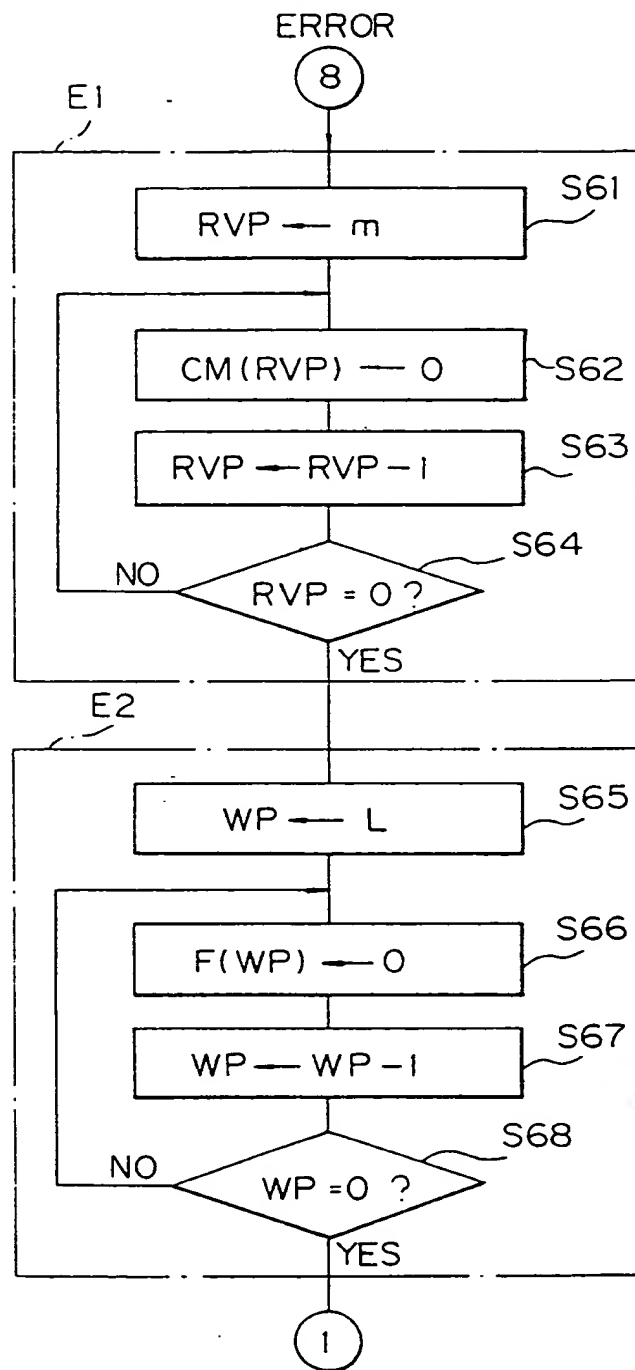 ERROR
8
E1
S61
RVP ← m
S62
CM(RVP) ← 0
S63
RVP ← RVP-1
S64
NO
RVP = 0 ?
YES
E2
S65
WP ← L
S66
F(WP) ← 0
S67
WP ← WP-1
S68
NO
WP = 0 ?
YES
1